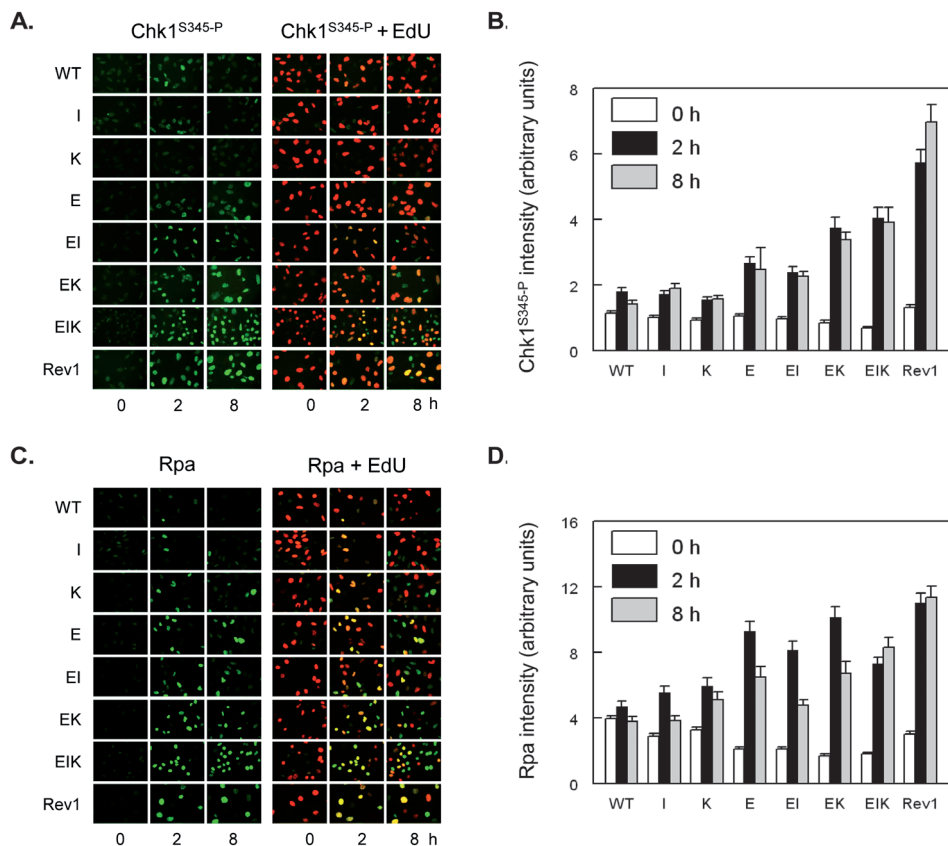 A.
Chk1S345-P
Chk1S345-P + EdU
WT
I
K
E
EI
EK
EIK
Rev1
0 2 8 0 2 8 h
B.
Chk1S345-P intensity (arbitrary units)
8
6
4
2
0
0 h
2 h
8 h
WT I K E EI EK EIK Rev1
C.
Rpa
Rpa + EdU
WT
I
K
E
EI
EK
EIK
Rev1
0 2 8 0 2 8 h
D.
Rpa intensity (arbitrary units)
16
12
8
4
0
0 h
2 h
8 h
WT I K E EI EK EIK Rev1